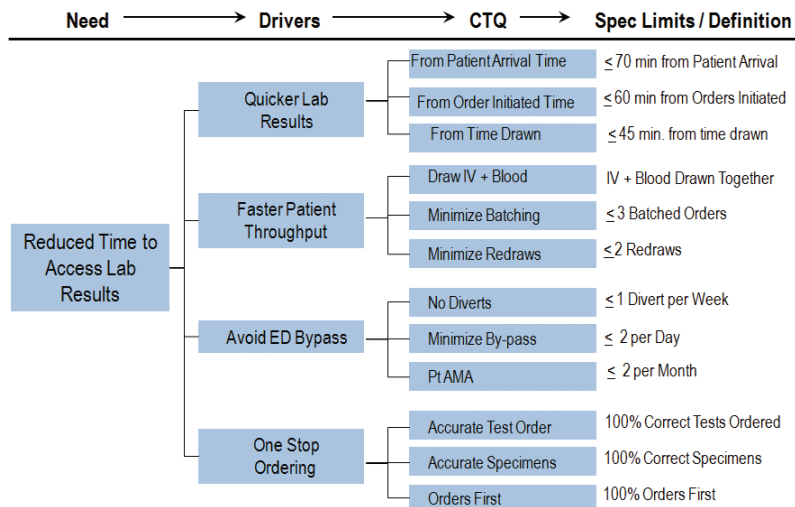 Need Drivers CTQ Spec Limits / Definition
From Patient Arrival Time ≤ 70 min from Patient Arrival
Quicker Lab
Results
From Order Initiated Time ≤ 60 min from Orders Initiated
From Time Drawn ≤ 45 min. from time drawn
Draw IV + Blood IV + Blood Drawn Together
Faster Patient
Throughput
Minimize Batching ≤ 3 Batched Orders
Minimize Redraws ≤ 2 Redraws
Reduced Time to
Access Lab
Results
No Diverts ≤ 1 Divert per Week
Avoid ED Bypass
Minimize By-pass ≤ 2 per Day
Pt AMA ≤ 2 per Month
Accurate Test Order 100% Correct Tests Ordered
One Stop
Ordering
Accurate Specimens 100% Correct Specimens
Orders First 100% Orders First